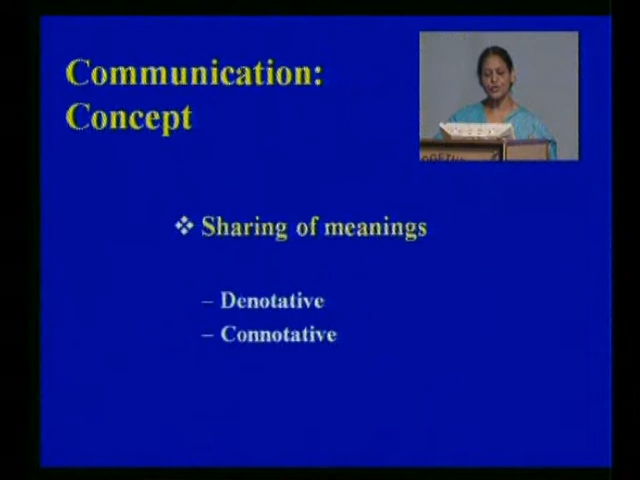 Communication:
Concept
❖ Sharing of meanings
– Denotative
– Connotative